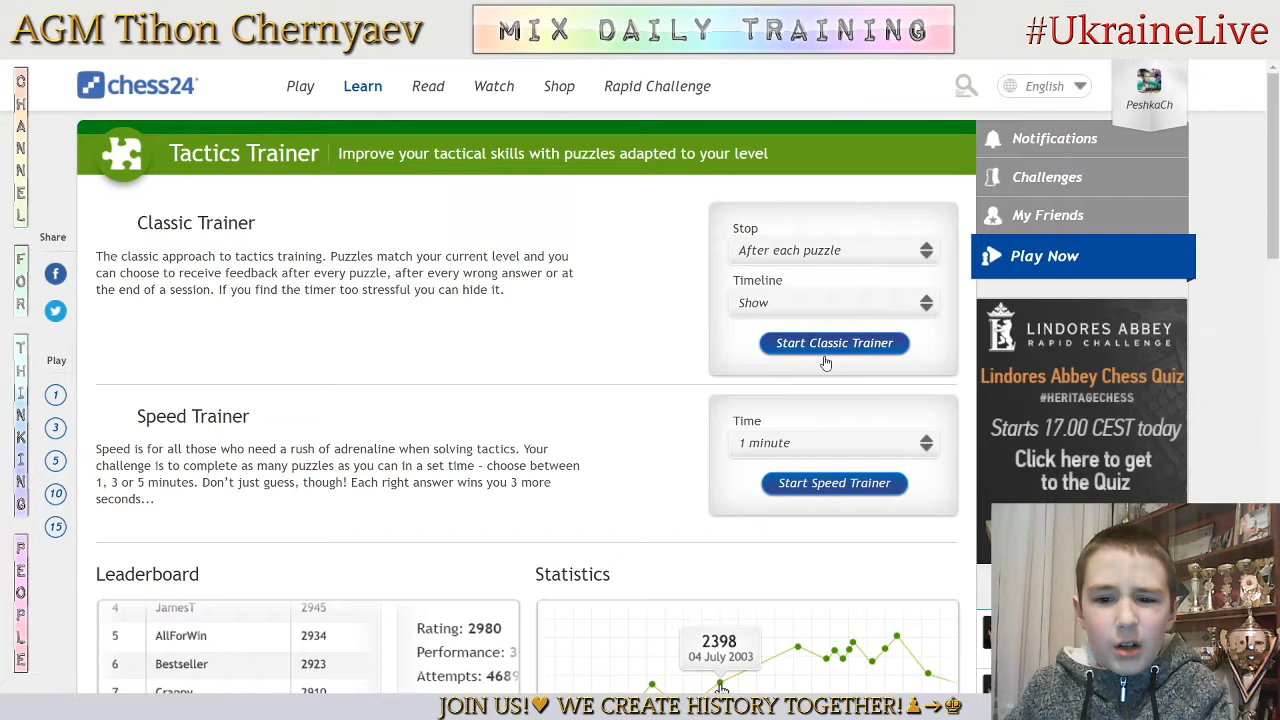 AGM Tihon Chernyaev
MIX DAILY TRAINING
#UkraineLive
CHANNEL
FOR
THINKING
PEOPLE
chess24
Play
Learn
Read
Watch
Shop
Rapid Challenge
English
PeshkaCh
Tactics Trainer
Improve your tactical skills with puzzles adapted to your level
Notifications
Challenges
My Friends
Play Now
Share
Play
1
3
5
10
15
Classic Trainer
The classic approach to tactics training. Puzzles match your current level and you
can choose to receive feedback after every puzzle, after every wrong answer or at
the end of a session. If you find the timer too stressful you can hide it.
Stop
After each puzzle
Timeline
Show
Start Classic Trainer
Speed Trainer
Speed is for all those who need a rush of adrenaline when solving tactics. Your
challenge is to complete as many puzzles as you can in a set time - choose between
1, 3 or 5 minutes. Don't just guess, though! Each right answer wins you 3 more
seconds...
Time
1 minute
Start Speed Trainer
LINDORES ABBEY
RAPID CHALLENGE
Lindores Abbey Chess Quiz
#HERITAGECHESS
Starts 17.00 CEST today
Click here to get
to the Quiz
Leaderboard
4 JamesT 2945
5 AllForWin 2934
6 Bestseller 2923
7 Crappy 2910
Rating: 2980
Performance: 3
Attempts: 4689
Statistics
2398
04 July 2003
JOIN US!♥ WE CREATE HISTORY TOGETHER!♟→♔